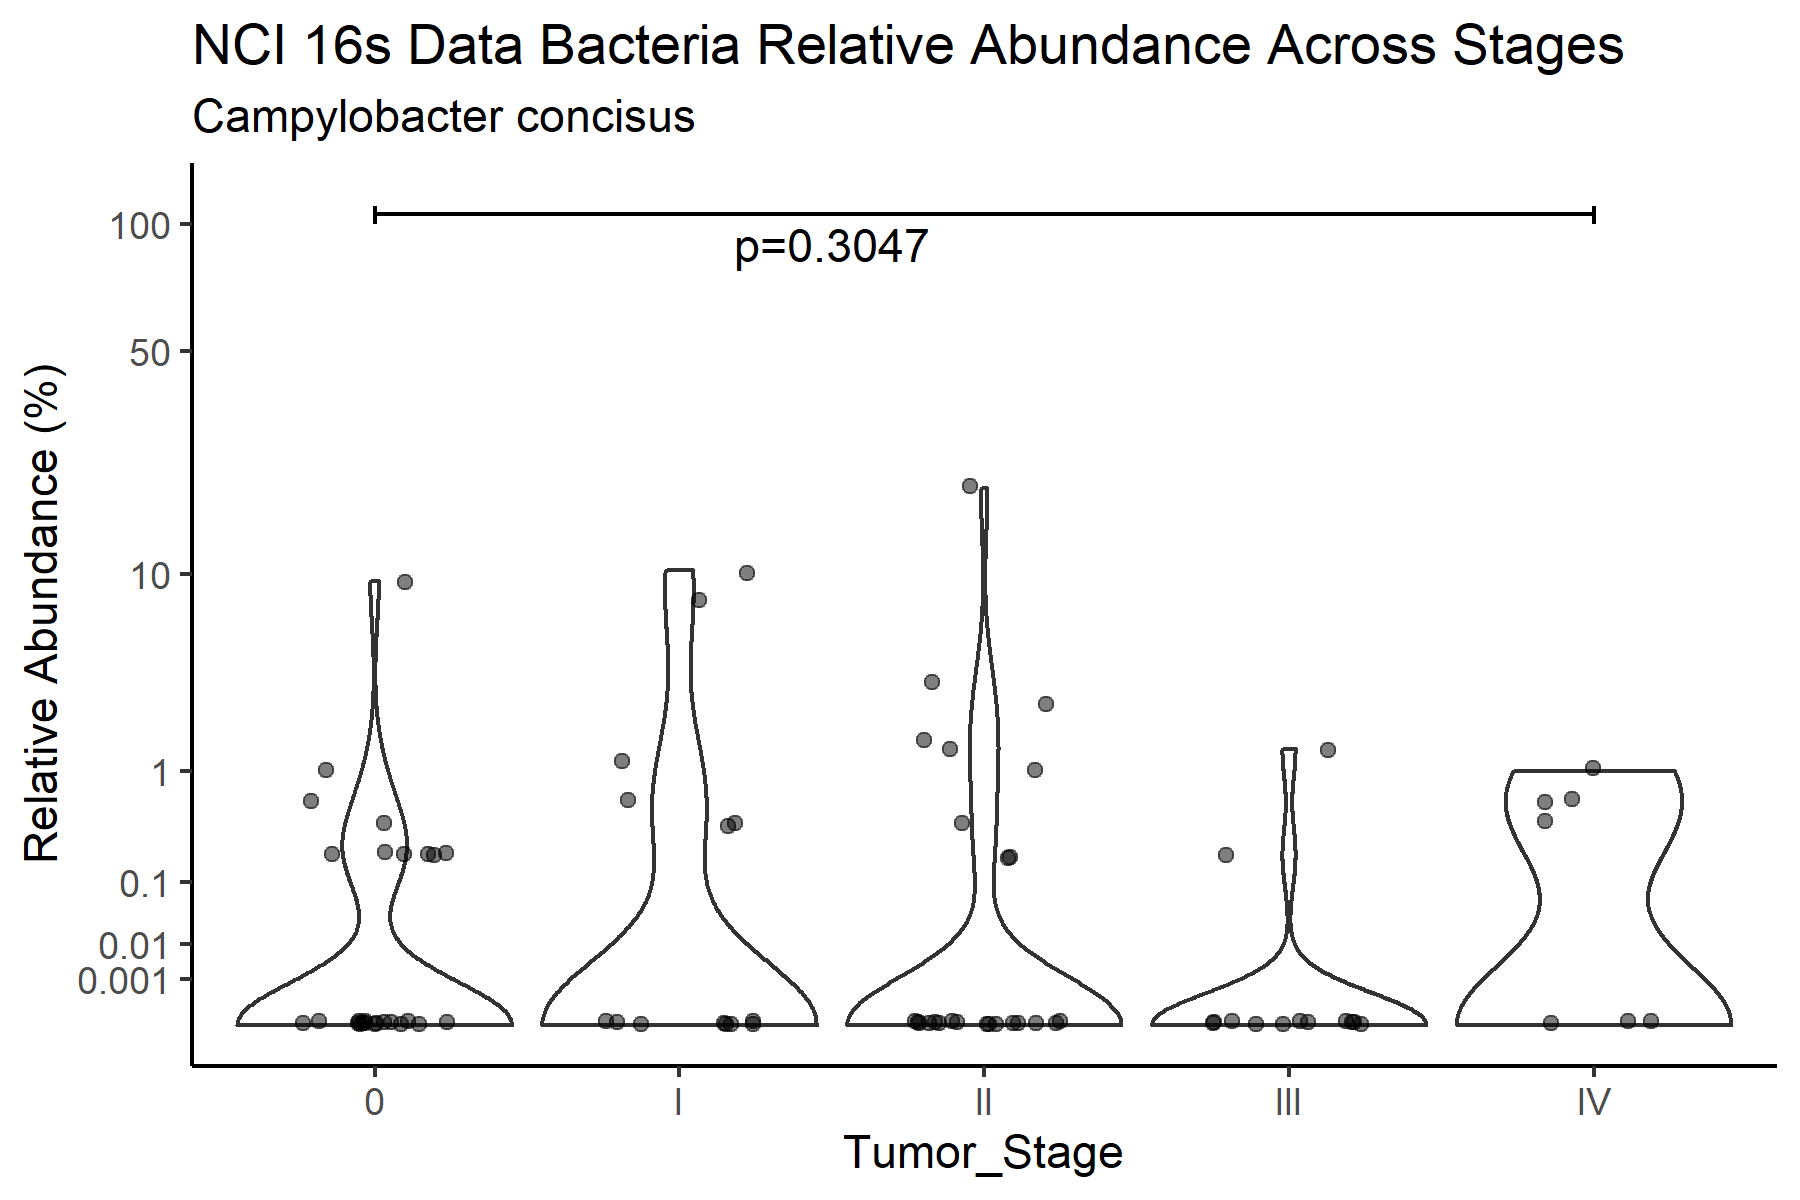 NCI 16s Data Bacteria Relative Abundance Across Stages
Campylobacter concisus
100
50
10
1
0.1
0.01
0.001
Relative Abundance (%)
p=0.3047
0
I
II
III
IV
Tumor_Stage